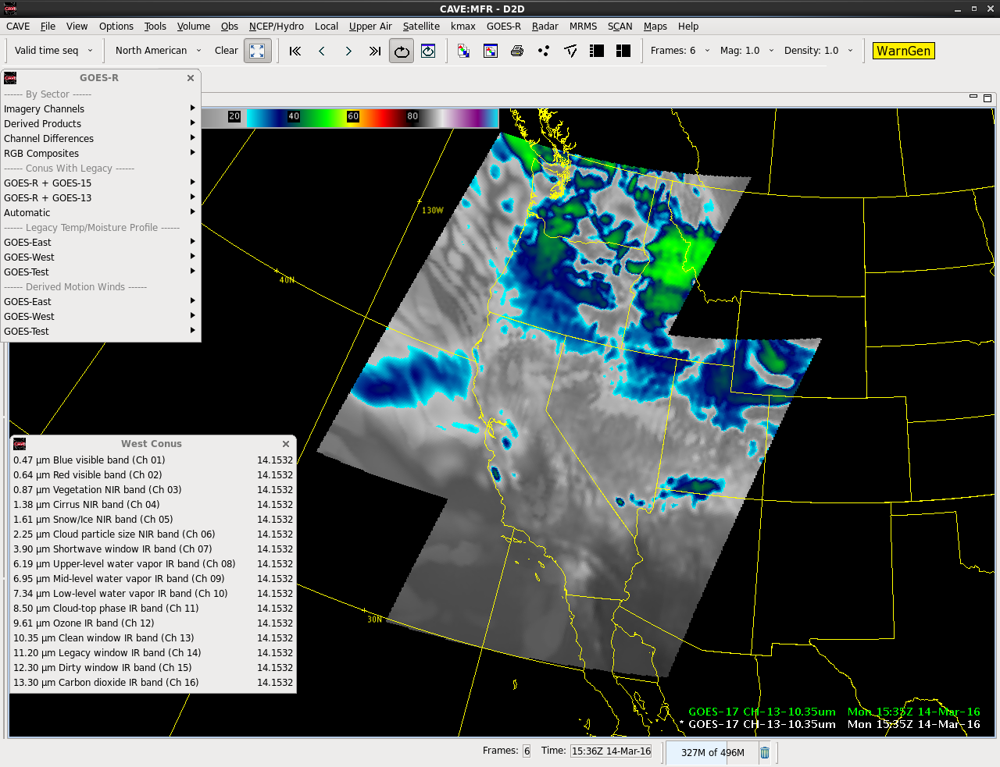 CAVE:MFR - D2D
CAVE File View Options Tools Volume Obs NCEP/Hydro Local Upper Air Satellite kmax GOES-R Radar MRMS SCAN Maps Help
Valid time seq North American Clear Frames: 6 Mag: 1.0 Density: 1.0 WarnGen
GOES-R
------ By Sector ------
Imagery Channels
Derived Products
Channel Differences
RGB Composites
------ Conus With Legacy ------
GOES-R + GOES-15
GOES-R + GOES-13
Automatic
------ Legacy Temp/Moisture Profile ------
GOES-East
GOES-West
GOES-Test
------ Derived Motion Winds ------
GOES-East
GOES-West
GOES-Test
20 40 60 80
130W
40N
30N
West Conus
0.47 µm Blue visible band (Ch 01) 14.1532
0.64 µm Red visible band (Ch 02) 14.1532
0.87 µm Vegetation NIR band (Ch 03) 14.1532
1.38 µm Cirrus NIR band (Ch 04) 14.1532
1.61 µm Snow/Ice NIR band (Ch 05) 14.1532
2.25 µm Cloud particle size NIR band (Ch 06) 14.1532
3.90 µm Shortwave window IR band (Ch 07) 14.1532
6.19 µm Upper-level water vapor IR band (Ch 08) 14.1532
6.95 µm Mid-level water vapor IR band (Ch 09) 14.1532
7.34 µm Low-level water vapor IR band (Ch 10) 14.1532
8.50 µm Cloud-top phase IR band (Ch 11) 14.1532
9.61 µm Ozone IR band (Ch 12) 14.1532
10.35 µm Clean window IR band (Ch 13) 14.1532
11.20 µm Legacy window IR band (Ch 14) 14.1532
12.30 µm Dirty window IR band (Ch 15) 14.1532
13.30 µm Carbon dioxide IR band (Ch 16) 14.1532
GOES-17 CH-13-10.35um Mon 15:35Z 14-Mar-16
* GOES-17 CH-13-10.35um Mon 15:35Z 14-Mar-16
Frames: 6 Time: 15:36Z 14-Mar-16 327M of 496M